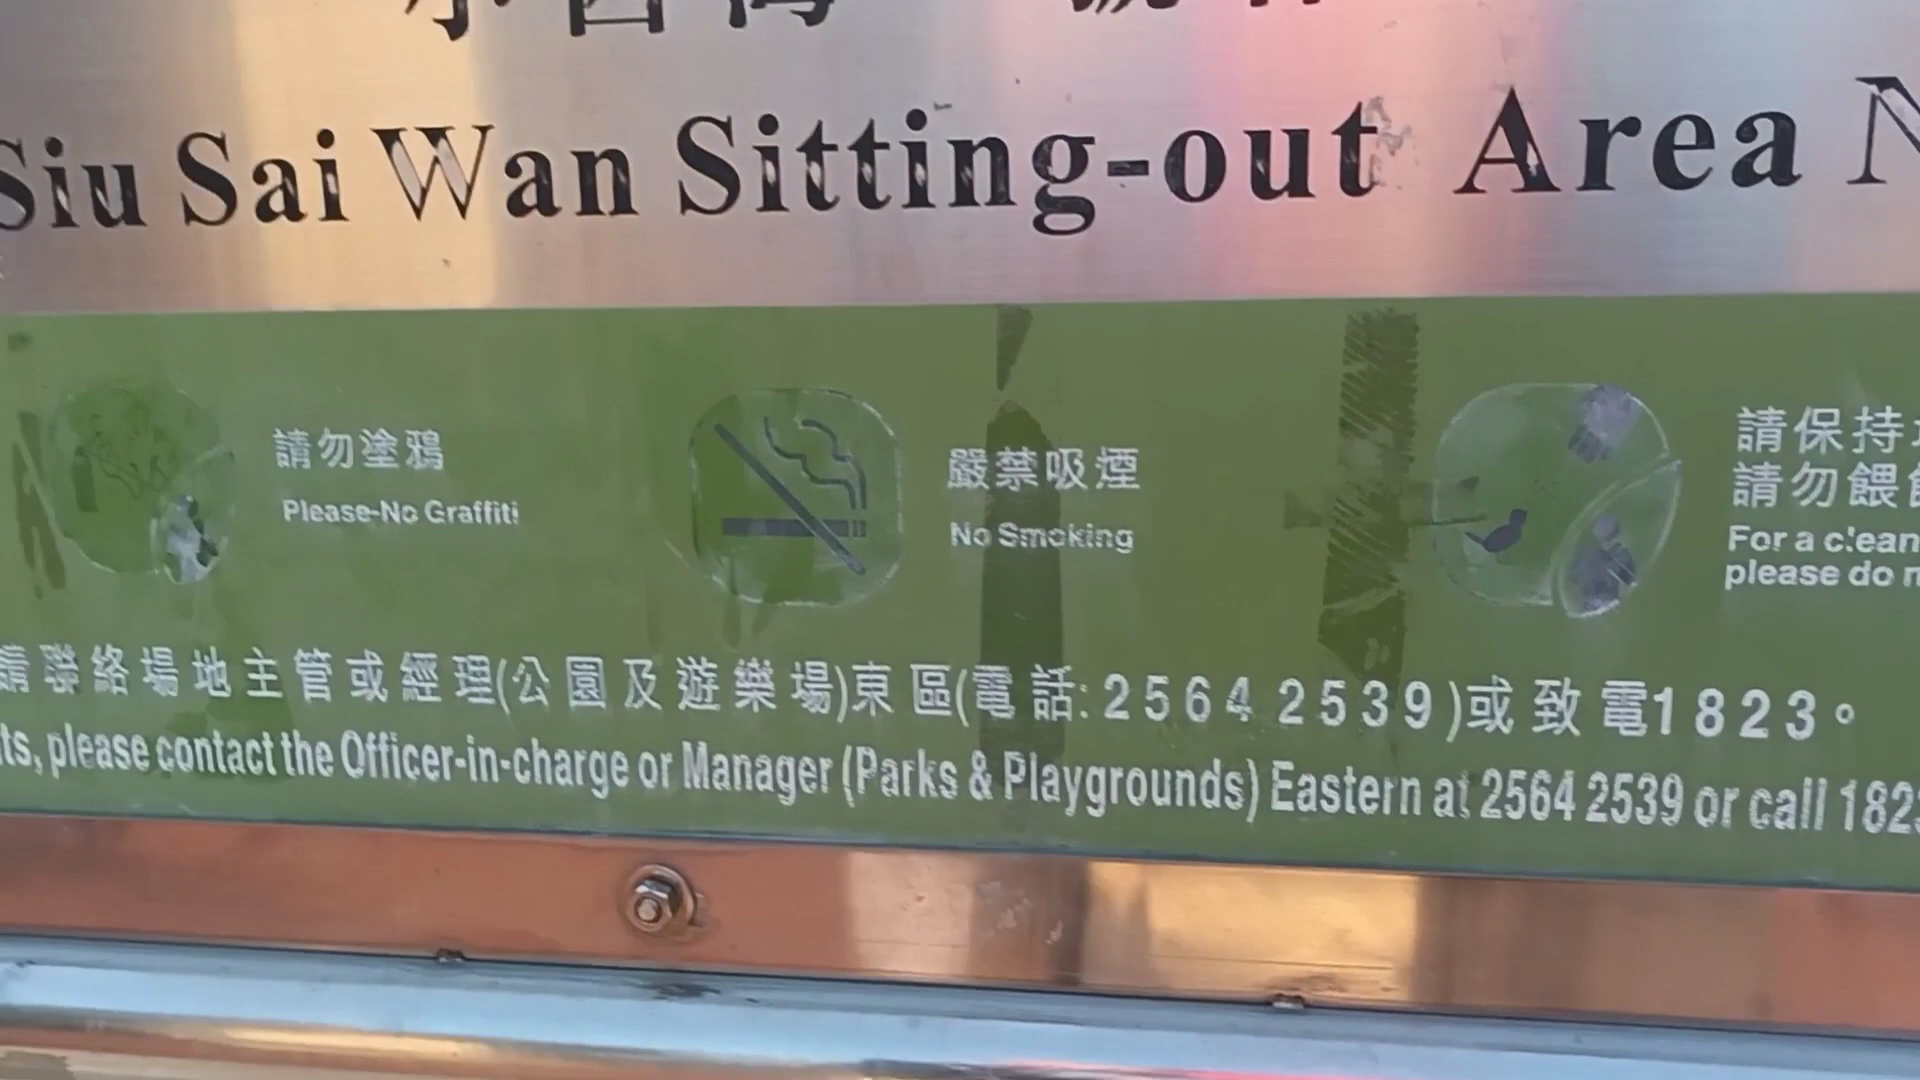 Siu Sai Wan Sitting-out Area
請勿塗鴉
Please-No Graffiti
嚴禁吸煙
No Smoking
請保持
請勿餵
For a clean
please do
請聯絡場地主管或經理(公園及遊樂場)東區(電話:2564 2539)或致電1823。
please contact the Officer-in-charge or Manager (Parks & Playgrounds) Eastern at 2564 2539 or call 1823